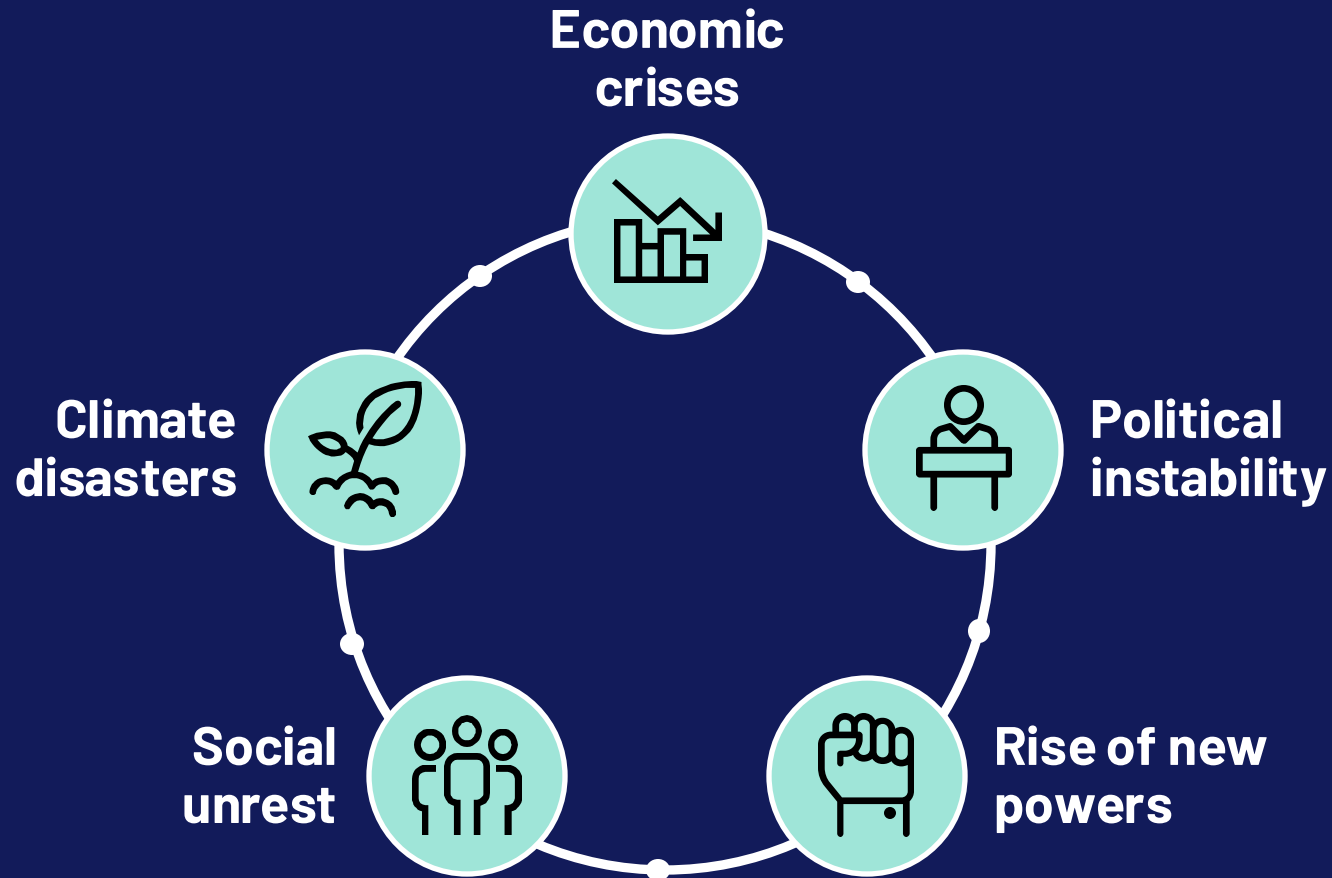 Economic
crises
Climate
disasters
Political
instability
Social
unrest
Rise of new
powers